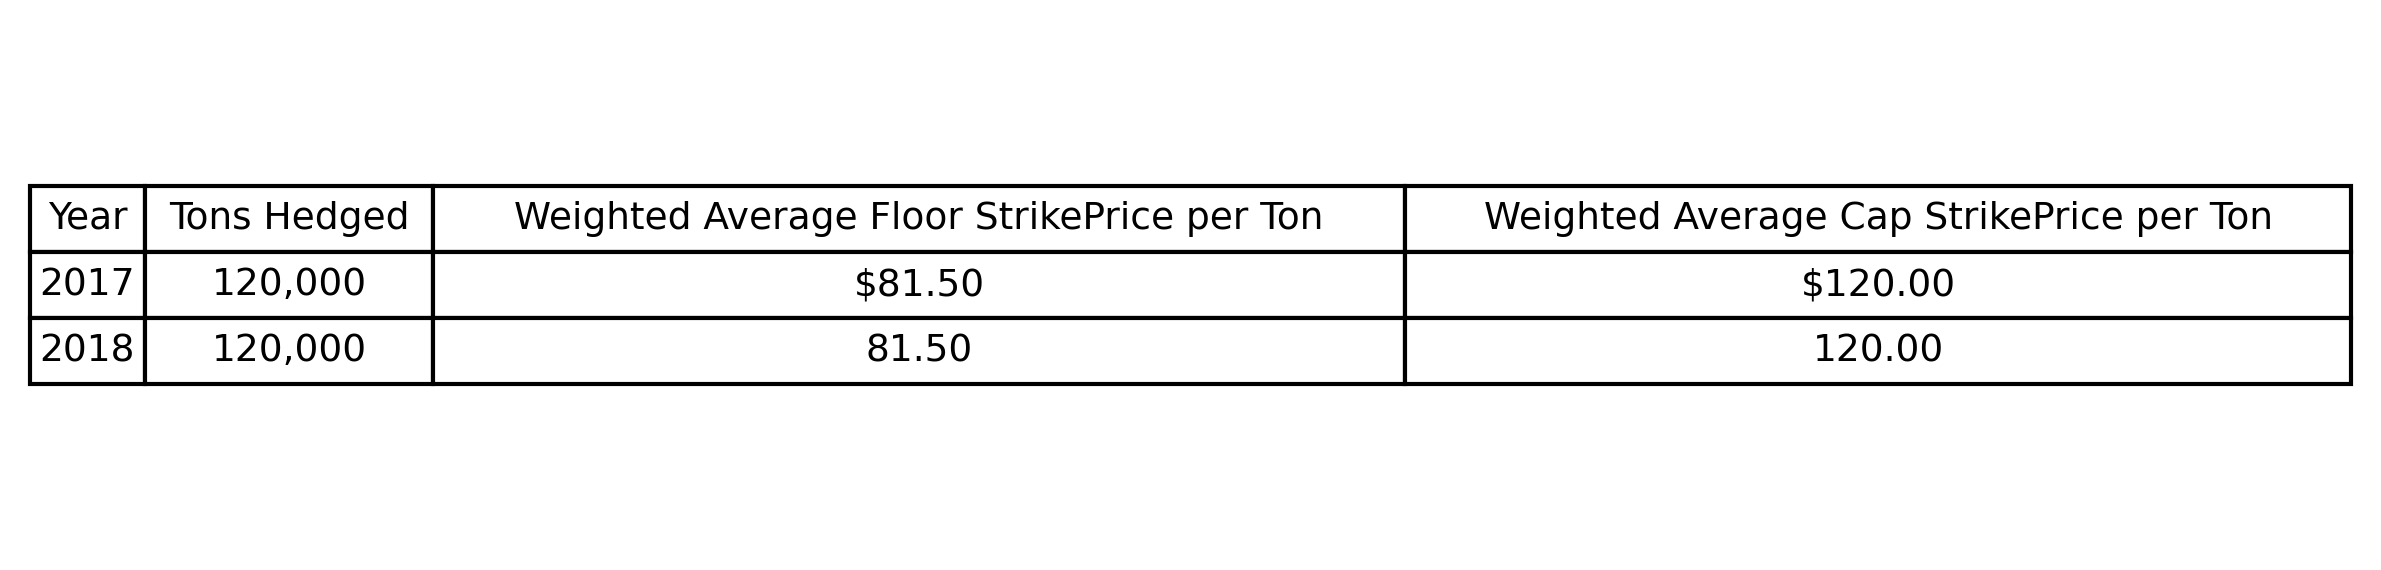 Year Tons Hedged Weighted Average Floor StrikePrice per Ton Weighted Average Cap StrikePrice per Ton
2017 120,000 $81.50 $120.00
2018 120,000 81.50 120.00